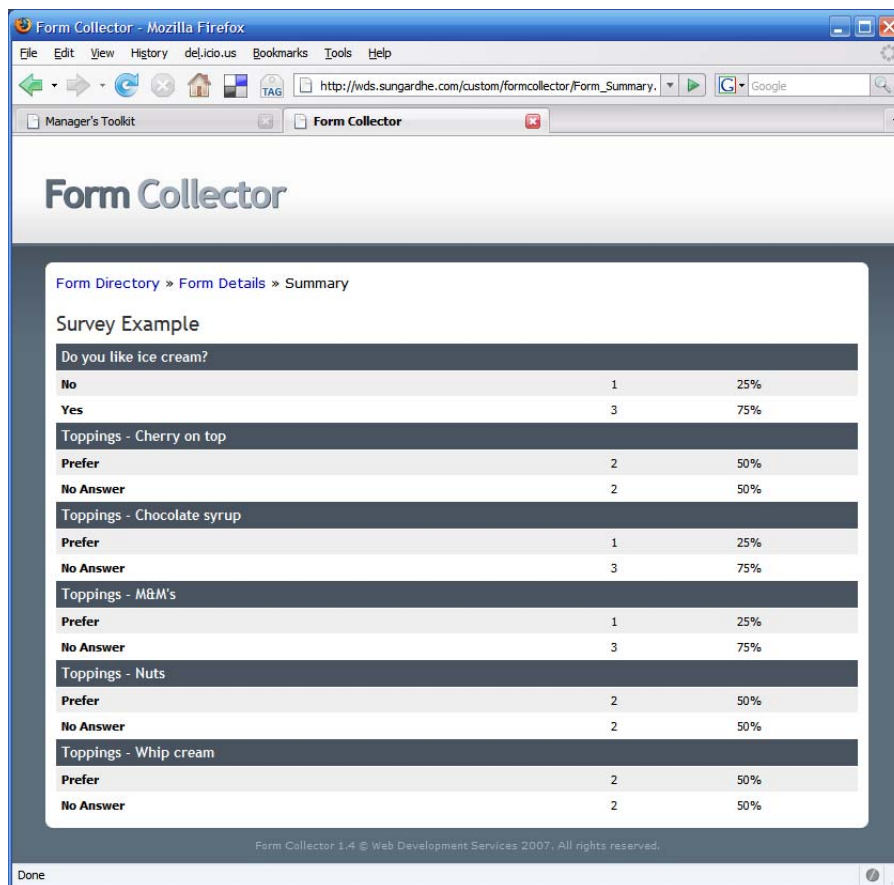 Form Collector - Mozilla Firefox
File Edit View History del.icio.us Bookmarks Tools Help
TAG http://wds.sungardhe.com/custom/formcollector/Form_Summary. G Google
Manager's Toolkit Form Collector
Form Collector
Form Directory » Form Details » Summary
Survey Example
Do you like ice cream?
No 1 25%
Yes 3 75%
Toppings - Cherry on top
Prefer 2 50%
No Answer 2 50%
Toppings - Chocolate syrup
Prefer 1 25%
No Answer 3 75%
Toppings - M&M's
Prefer 1 25%
No Answer 3 75%
Toppings - Nuts
Prefer 2 50%
No Answer 2 50%
Toppings - Whip cream
Prefer 2 50%
No Answer 2 50%
Form Collector 1.4 © Web Development Services 2007. All rights reserved.
Done